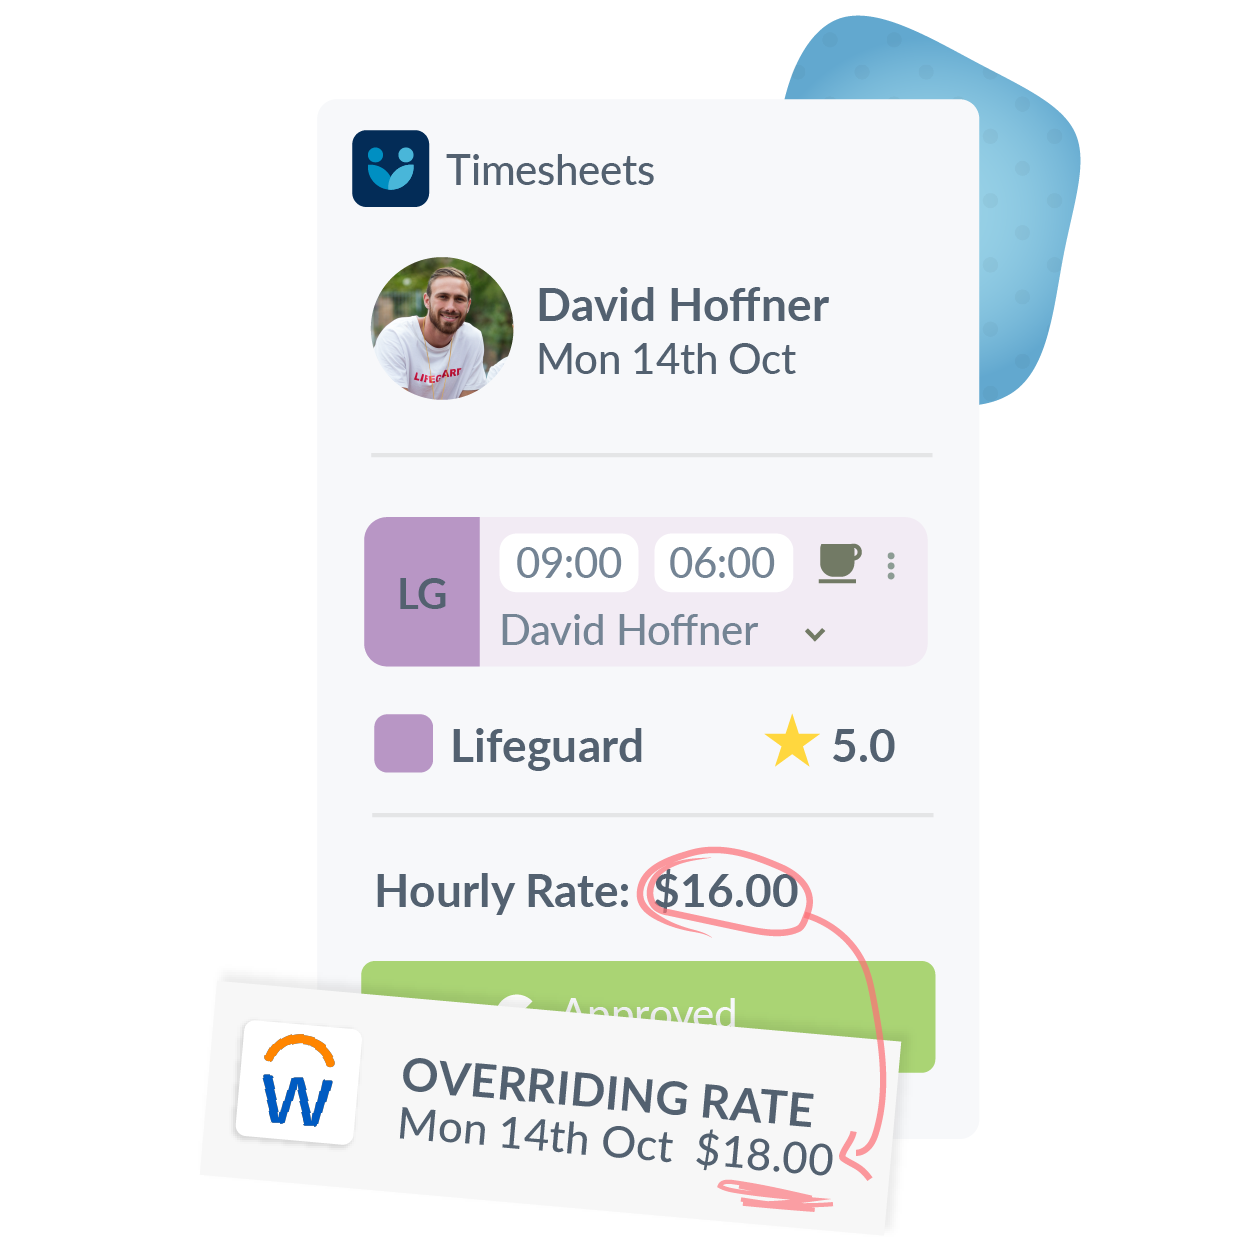 Timesheets
David Hoffner
Mon 14th Oct
LIFEGUARD
LG
09:00 06:00
David Hoffner
Lifeguard 5.0
Hourly Rate: $16.00
Approved
W
OVERRIDING RATE
Mon 14th Oct $18.00